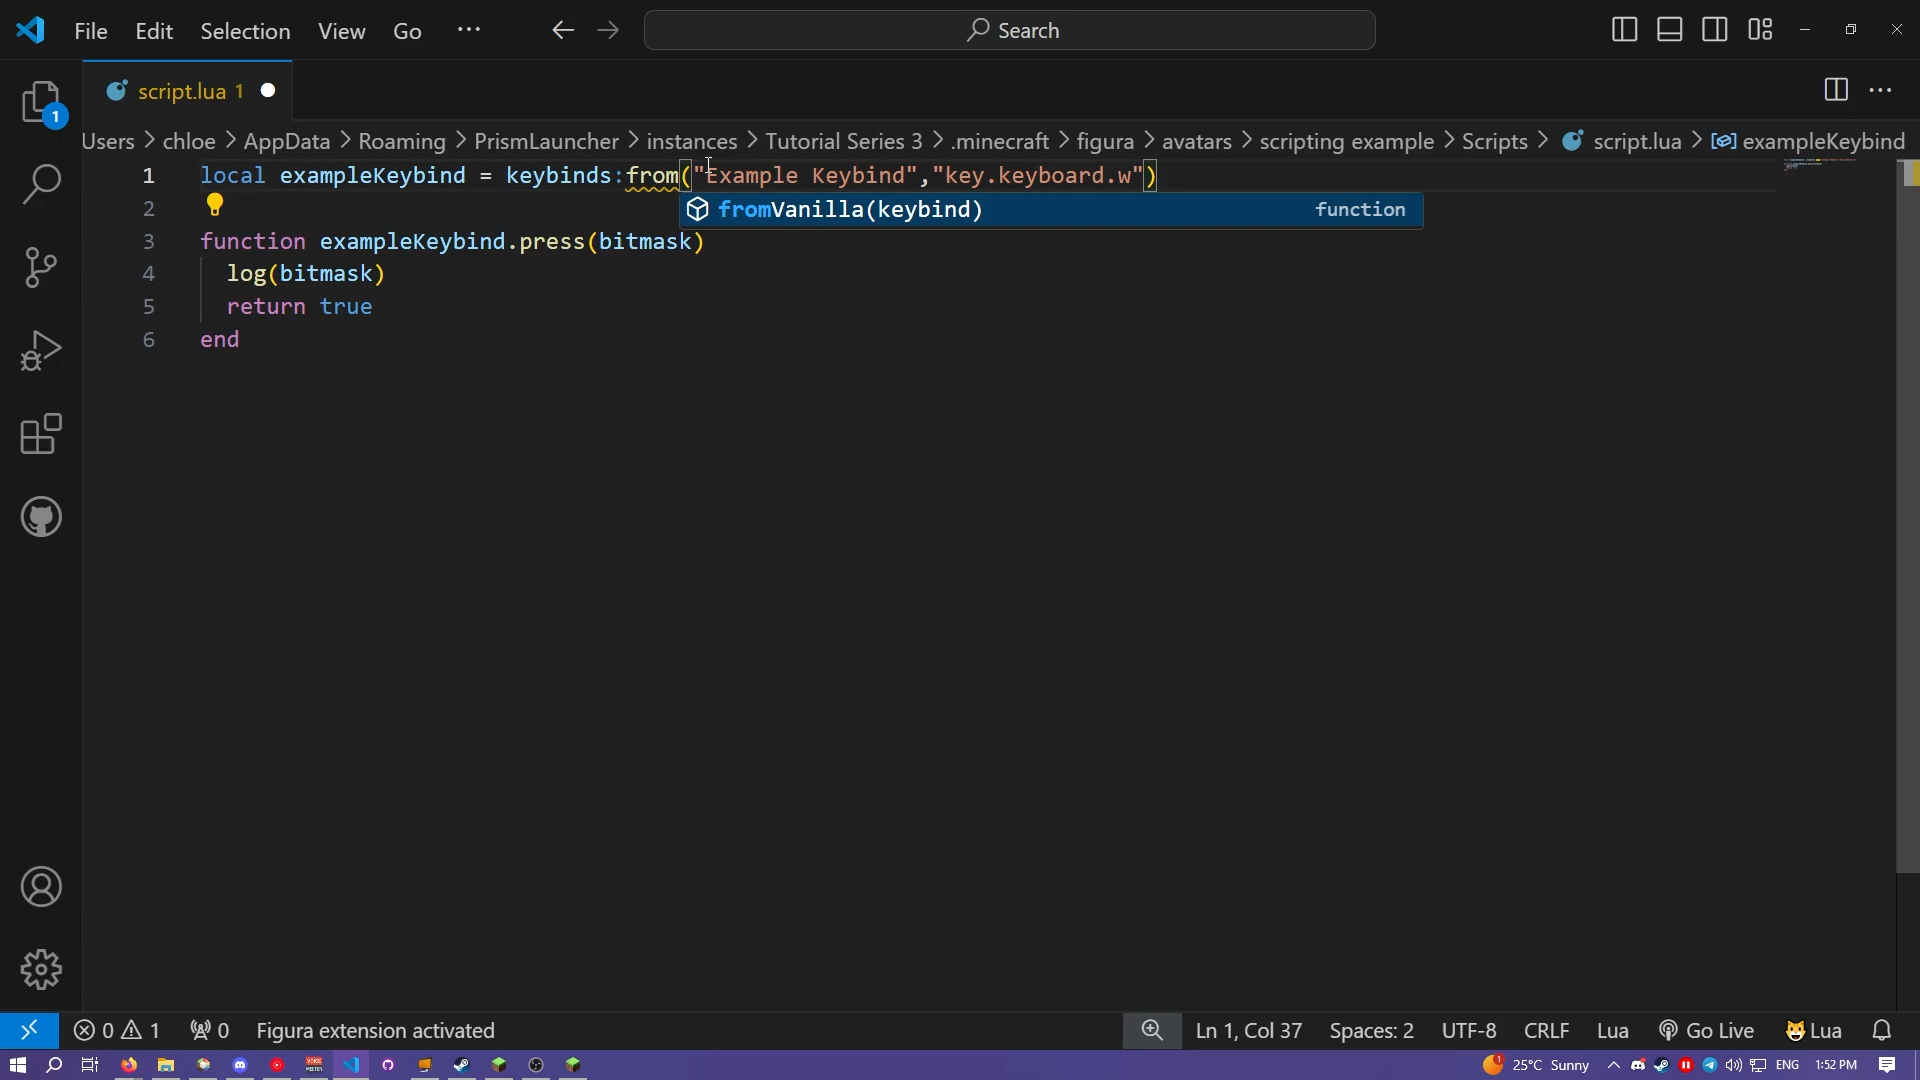 File Edit Selection View Go ··· Search
script.lua 1
Users > chloe > AppData > Roaming > PrismLauncher > instances > Tutorial Series 3 > .minecraft > figura > avatars > scripting example > Scripts > script.lua > exampleKeybind
1 local exampleKeybind = keybinds:from("Example Keybind","key.keyboard.w")
2 fromVanilla(keybind) function
3 function exampleKeybind.press(bitmask)
4 log(bitmask)
5 return true
6 end
1
0 1 0 Figura extension activated Ln 1, Col 37 Spaces: 2 UTF-8 CRLF Lua Go Live Lua
25°C Sunny ENG 1:52 PM